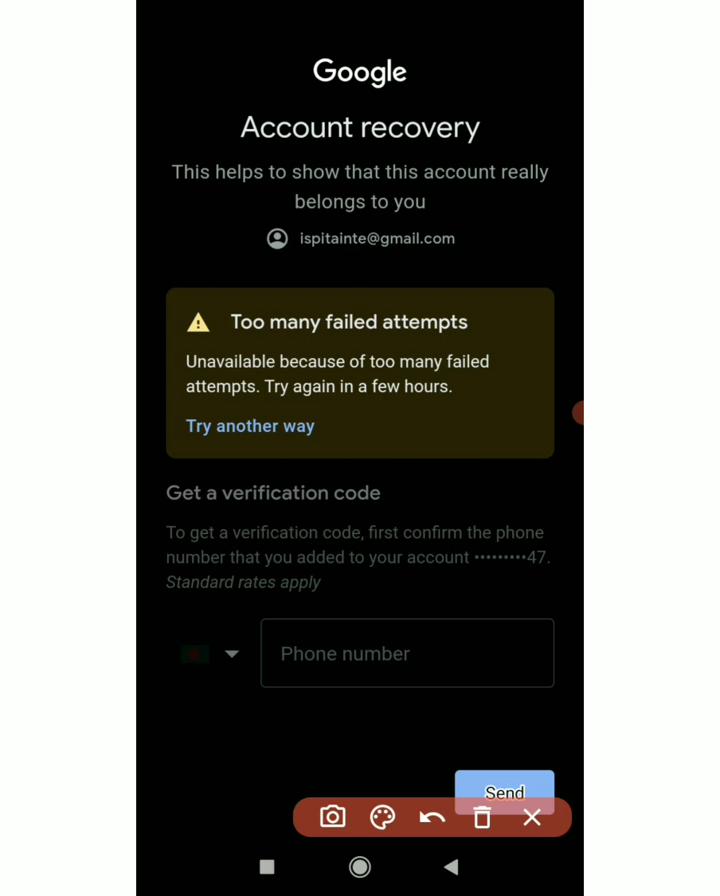 Google
Account recovery
This helps to show that this account really
belongs to you
ispitainte@gmail.com
Too many failed attempts
Unavailable because of too many failed
attempts. Try again in a few hours.
Try another way
Get a verification code
To get a verification code, first confirm the phone
number that you added to your account •••••••••47.
Standard rates apply
Phone number
Send